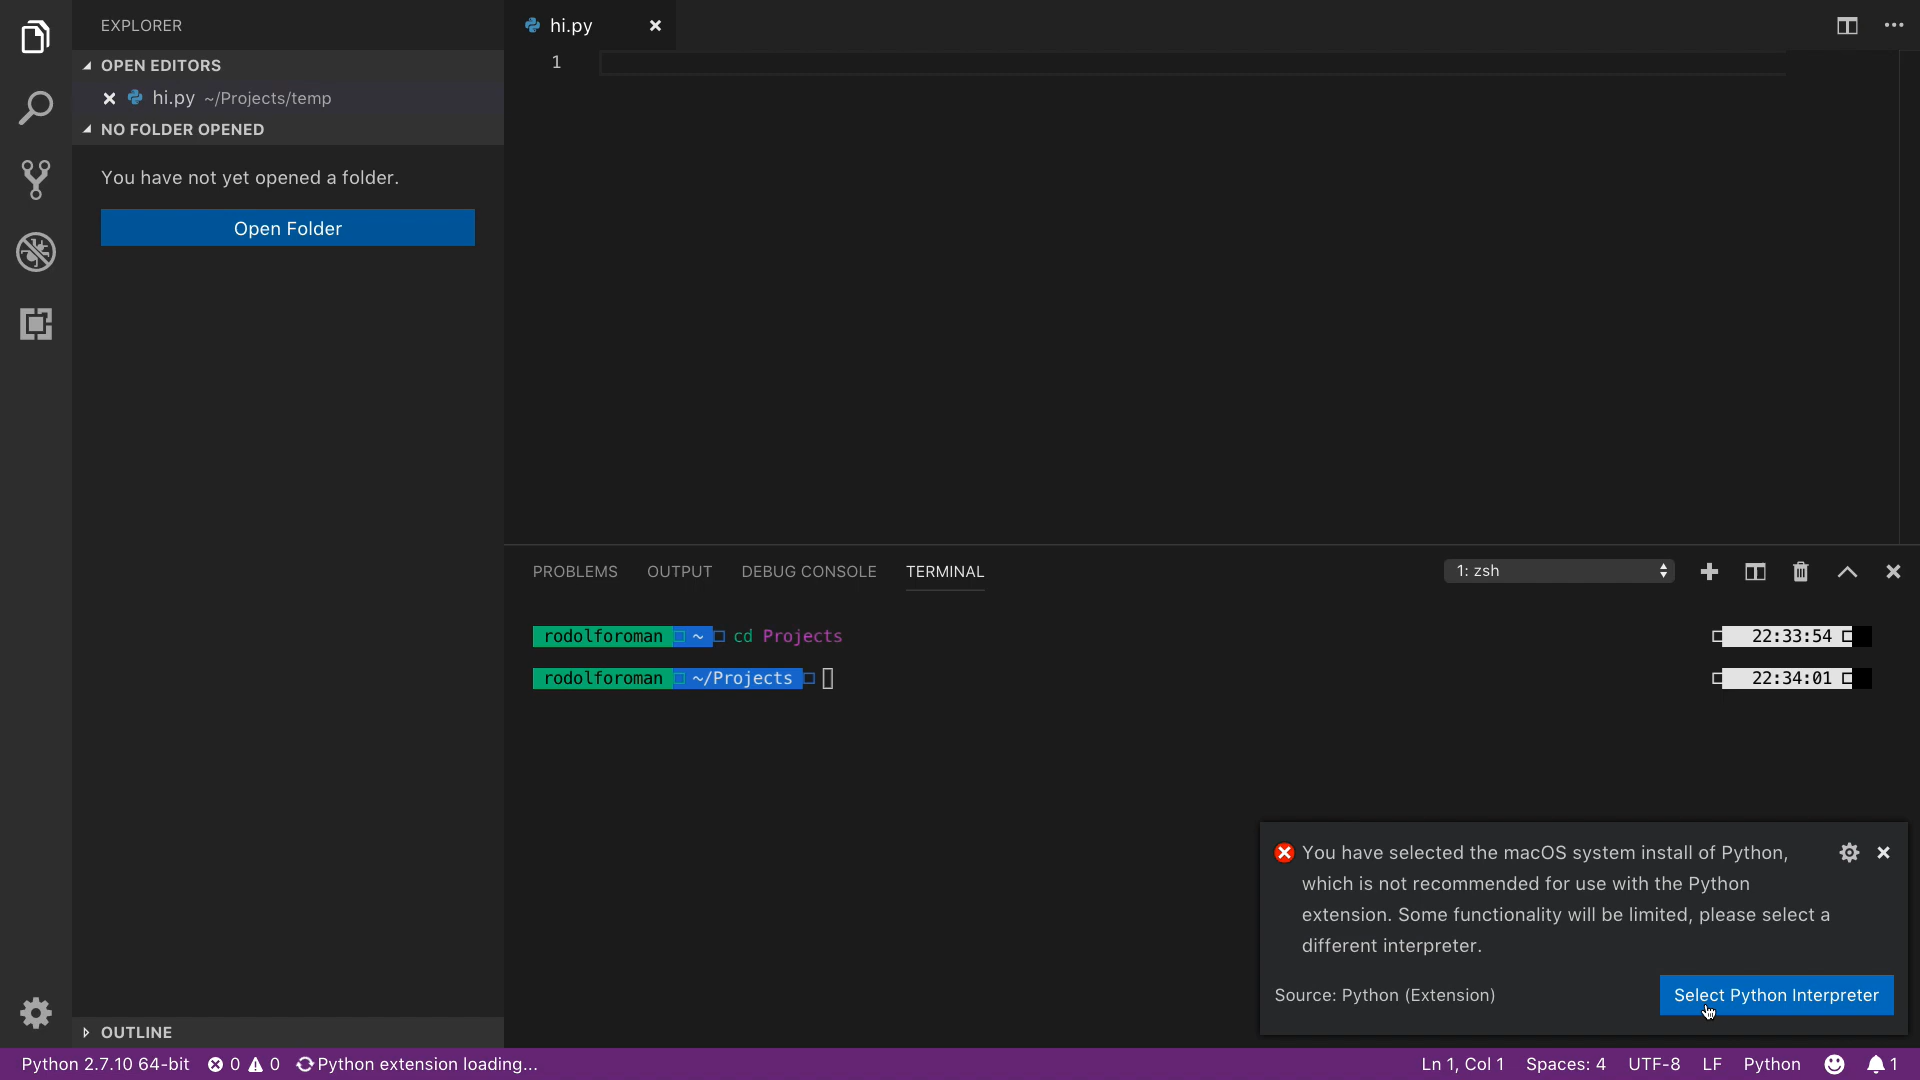 EXPLORER
OPEN EDITORS
hi.py ~/Projects/temp
NO FOLDER OPENED
You have not yet opened a folder.
Open Folder
OUTLINE
hi.py
1
PROBLEMS OUTPUT DEBUG CONSOLE TERMINAL
1: zsh
rodolforoman ~ cd Projects 22:33:54
rodolforoman ~/Projects 22:34:01
You have selected the macOS system install of Python,
which is not recommended for use with the Python
extension. Some functionality will be limited, please select a
different interpreter.
Source: Python (Extension)
Select Python Interpreter
Python 2.7.10 64-bit 0 0 Python extension loading... Ln 1, Col 1 Spaces: 4 UTF-8 LF Python 1